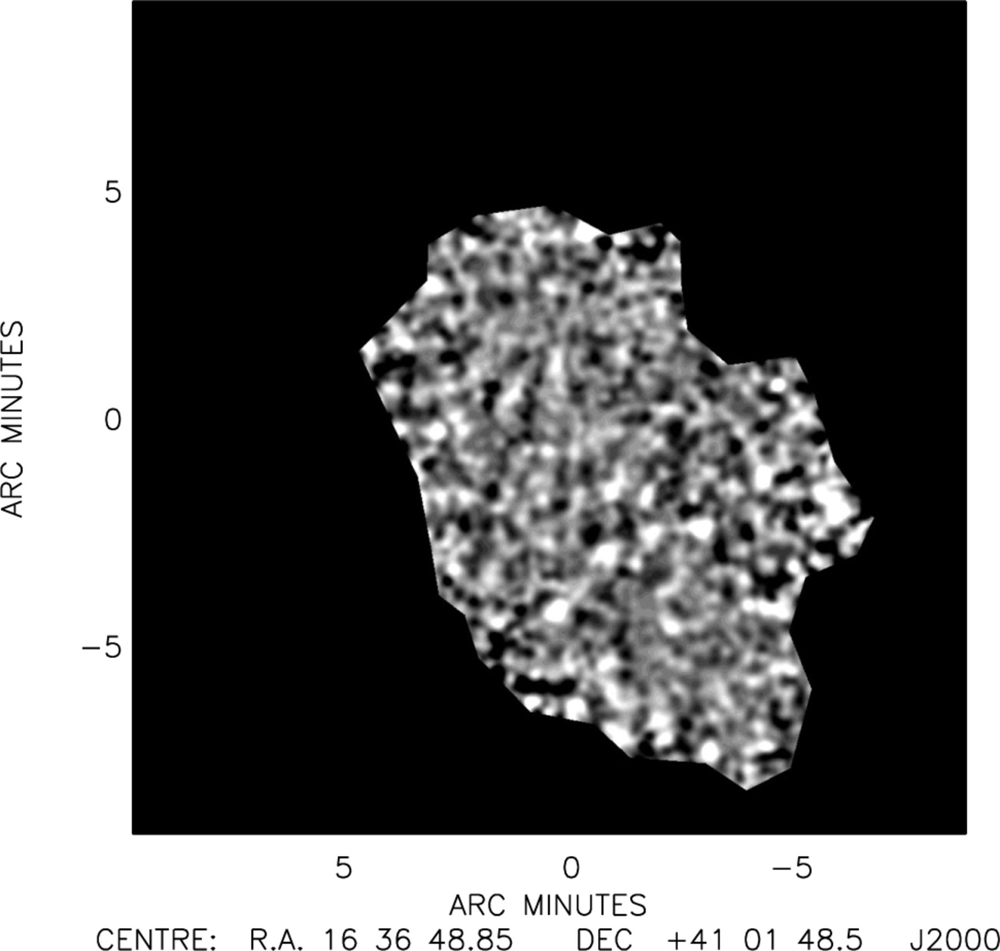 5
0
−5
ARC MINUTES
5 0 −5
ARC MINUTES
CENTRE: R.A. 16 36 48.85 DEC +41 01 48.5 J2000